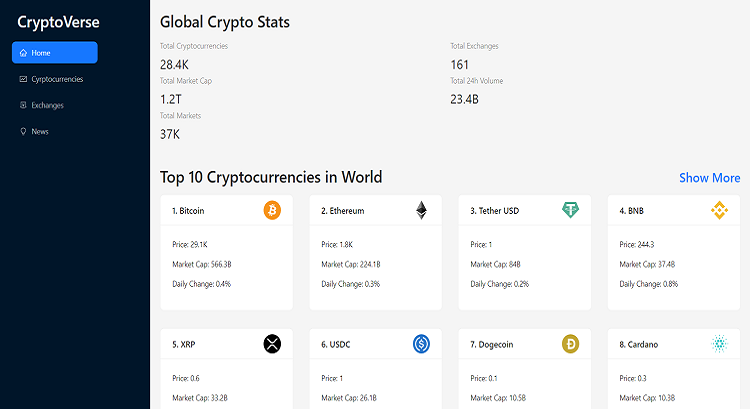 CryptoVerse
Home
Cyrptocurrencies
Exchanges
News
Global Crypto Stats
Total Cryptocurrencies
28.4K
Total Exchanges
161
Total Market Cap
1.2T
Total 24h Volume
23.4B
Total Markets
37K
Top 10 Cryptocurrencies in World
Show More
1. Bitcoin
Price: 29.1K
Market Cap: 566.3B
Daily Change: 0.4%
2. Ethereum
Price: 1.8K
Market Cap: 224.1B
Daily Change: 0.3%
3. Tether USD
Price: 1
Market Cap: 84B
Daily Change: 0.2%
4. BNB
Price: 244.3
Market Cap: 37.4B
Daily Change: 0.8%
5. XRP
Price: 0.6
Market Cap: 33.2B
6. USDC
Price: 1
Market Cap: 26.1B
7. Dogecoin
Price: 0.1
Market Cap: 10.5B
8. Cardano
Price: 0.3
Market Cap: 10.3B